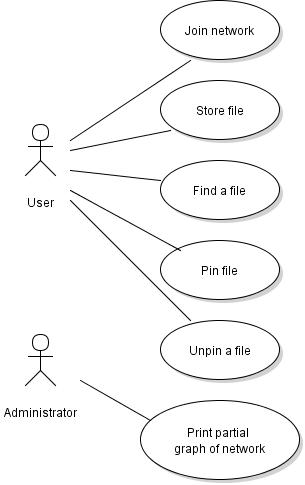 Join network
Store file
User
Find a file
Pin file
Unpin a file
Administrator
Print partial
graph of network